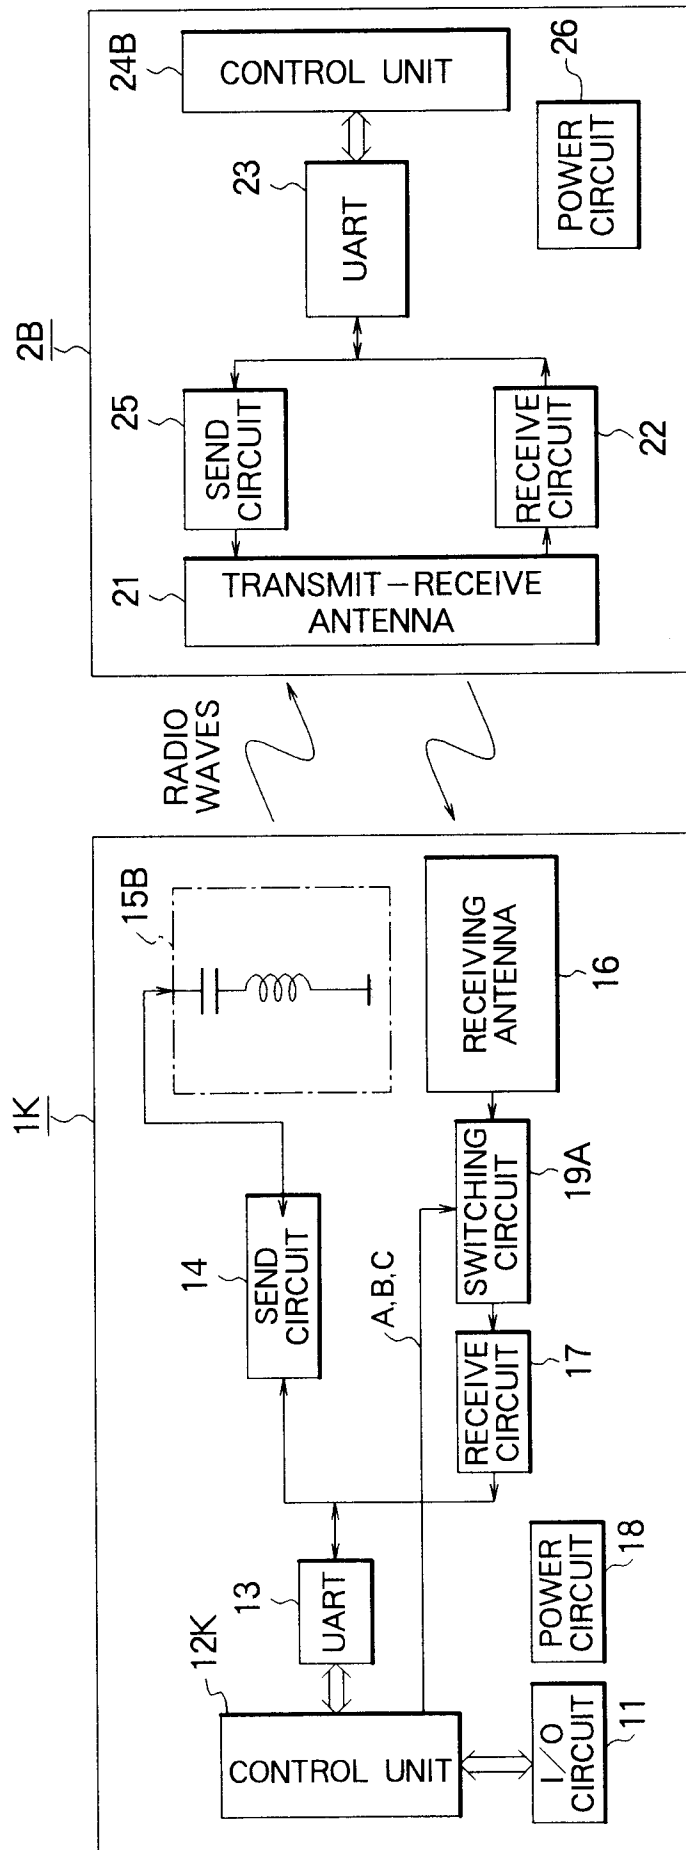 1K
12K
CONTROL UNIT
13
UART
11
I/O
CIRCUIT
18
POWER
CIRCUIT
14
SEND
CIRCUIT
A,B,C
RECEIVE
CIRCUIT
17
SWITCHING
CIRCUIT
19A
15B
RECEIVING
ANTENNA
16
RADIO
WAVES
2B
21
TRANSMIT-RECEIVE
ANTENNA
25
SEND
CIRCUIT
RECEIVE
CIRCUIT
22
23
UART
24B
CONTROL UNIT
26
POWER
CIRCUIT